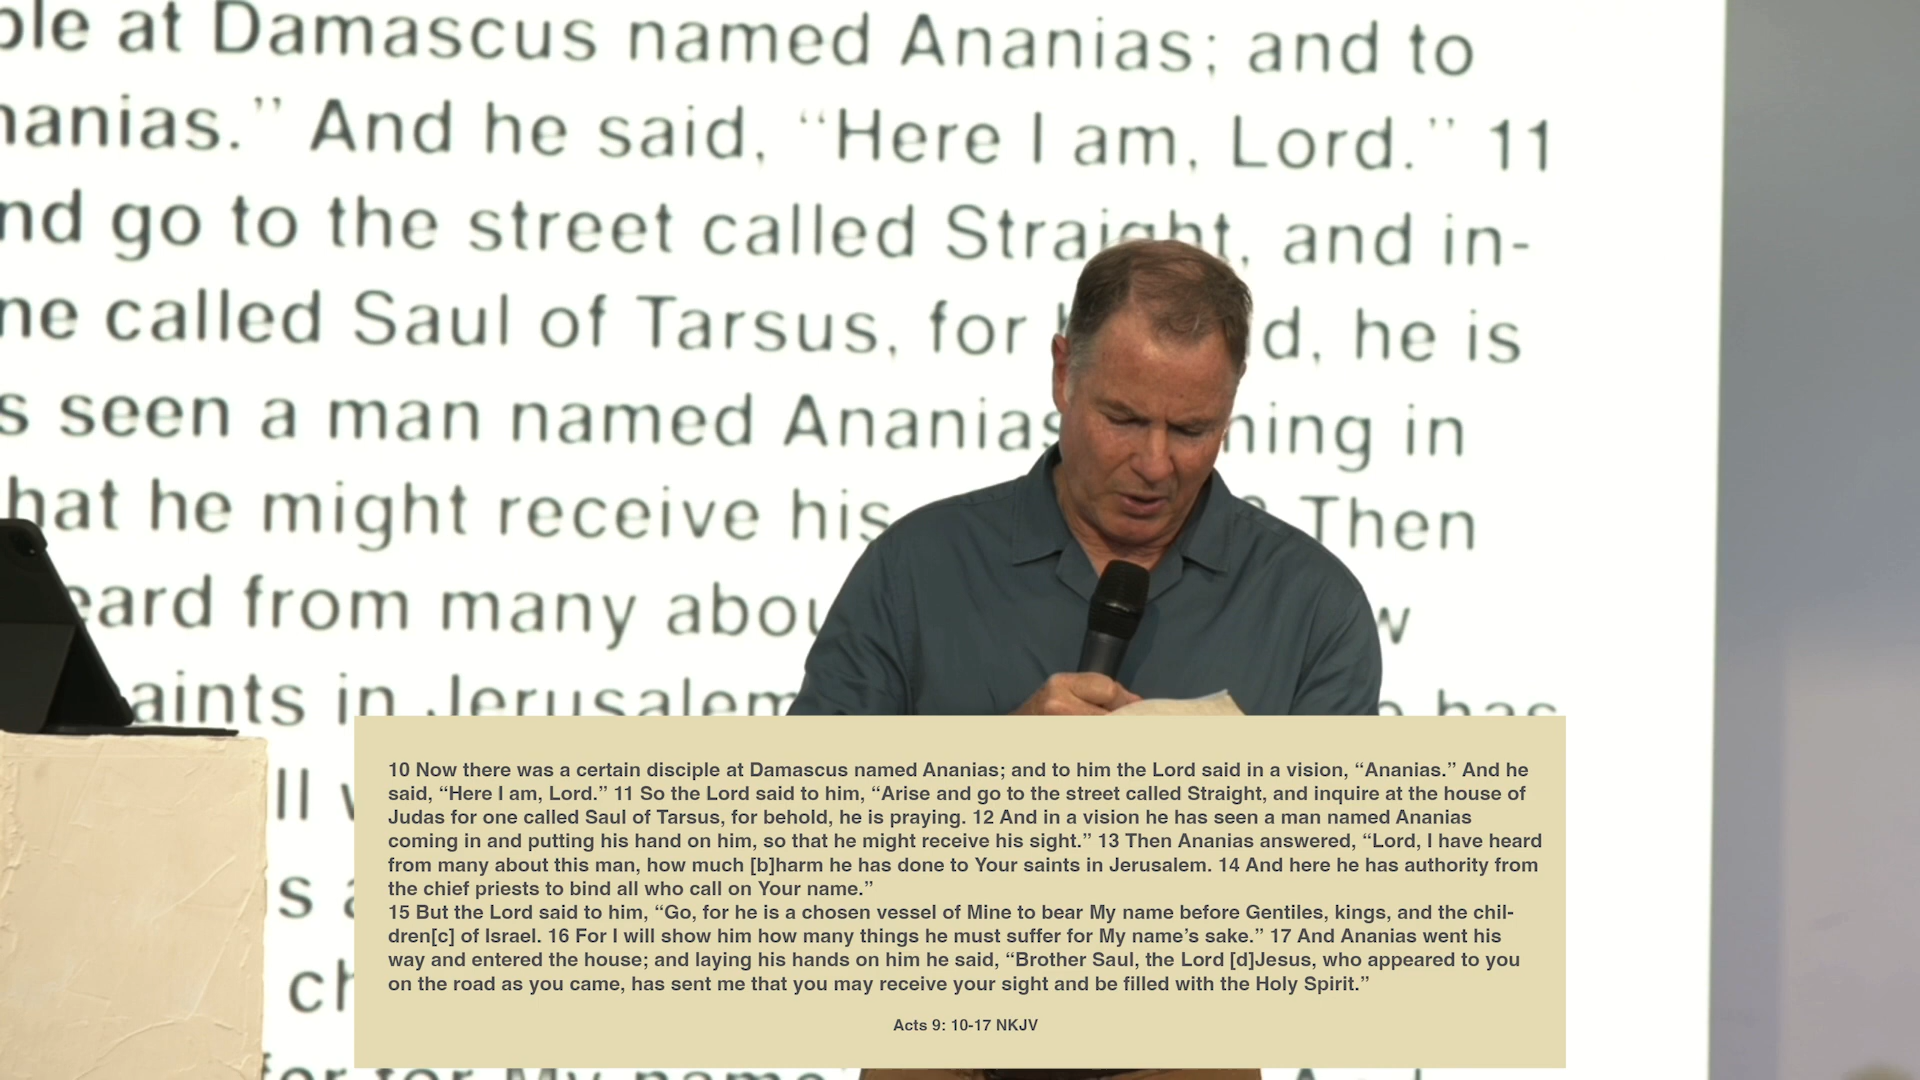 ple at Damascus named Ananias; and to
nanias.” And he said, “Here I am, Lord.” 11
nd go to the street called Straight, and in-
ne called Saul of Tarsus, for d, he is
s seen a man named Ananias ming in
hat he might receive his Then
eard from many abou w
aints in Jerusalem e has
ll w
s a
ch
fer for My name’ And
10 Now there was a certain disciple at Damascus named Ananias; and to him the Lord said in a vision, “Ananias.” And he
said, “Here I am, Lord.” 11 So the Lord said to him, “Arise and go to the street called Straight, and inquire at the house of
Judas for one called Saul of Tarsus, for behold, he is praying. 12 And in a vision he has seen a man named Ananias
coming in and putting his hand on him, so that he might receive his sight.” 13 Then Ananias answered, “Lord, I have heard
from many about this man, how much [b]harm he has done to Your saints in Jerusalem. 14 And here he has authority from
the chief priests to bind all who call on Your name.”
15 But the Lord said to him, “Go, for he is a chosen vessel of Mine to bear My name before Gentiles, kings, and the chil-
dren[c] of Israel. 16 For I will show him how many things he must suffer for My name’s sake.” 17 And Ananias went his
way and entered the house; and laying his hands on him he said, “Brother Saul, the Lord [d]Jesus, who appeared to you
on the road as you came, has sent me that you may receive your sight and be filled with the Holy Spirit.”
Acts 9: 10-17 NKJV